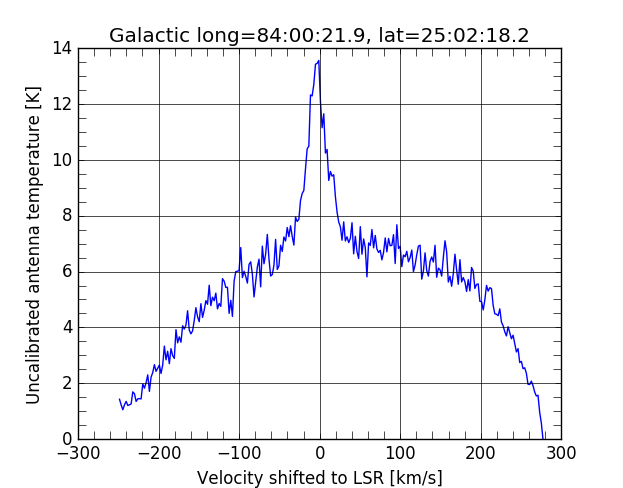 Galactic long=84:00:21.9, lat=25:02:18.2
14
12
10
8
6
4
2
0
Uncalibrated antenna temperature [K]
−300 −200 −100 0 100 200 300
Velocity shifted to LSR [km/s]